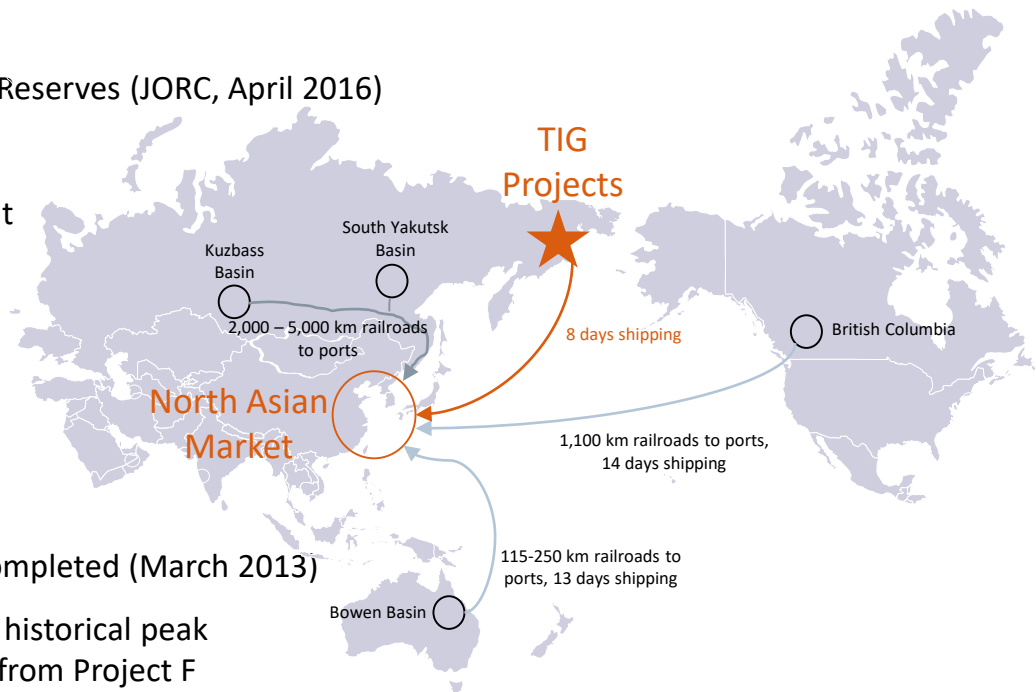 Reserves (JORC, April 2016)
TIG
Projects
t
South Yakutsk
Basin
Kuzbass
Basin
2,000 – 5,000 km railroads
to ports
8 days shipping
British Columbia
North Asian
Market
1,100 km railroads to ports,
14 days shipping
115-250 km railroads to
ports, 13 days shipping
ompleted (March 2013)
Bowen Basin
historical peak
from Project F